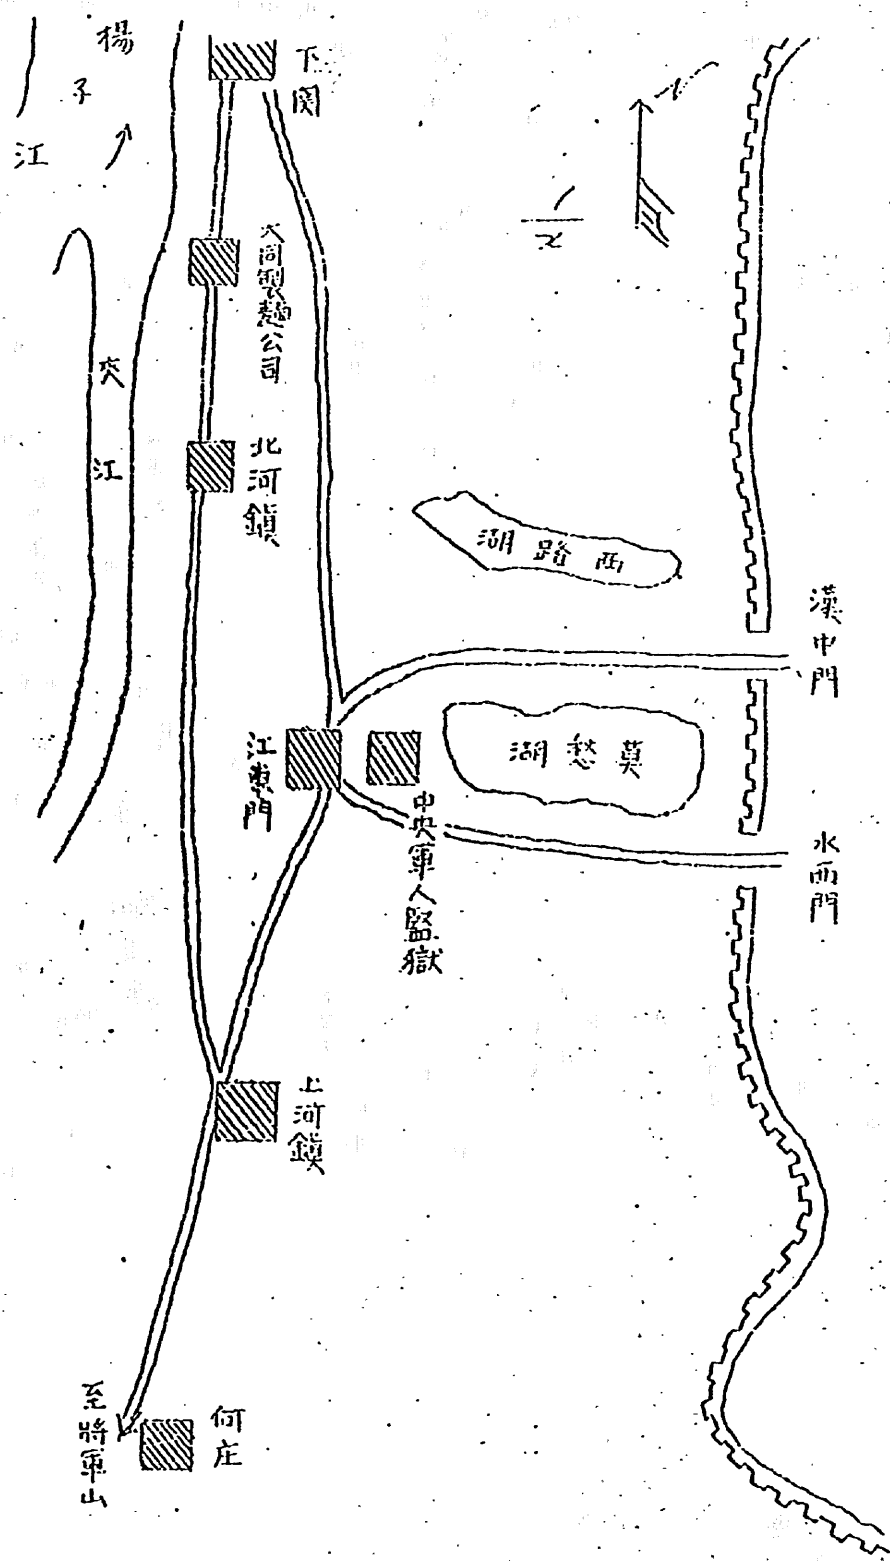 揚子江
下関
大同製麺公司
夾江
北河鎮
西路湖
漢中門
江東門
莫愁湖
中央軍人監獄
水西門
上河鎮
何庄
至將軍山